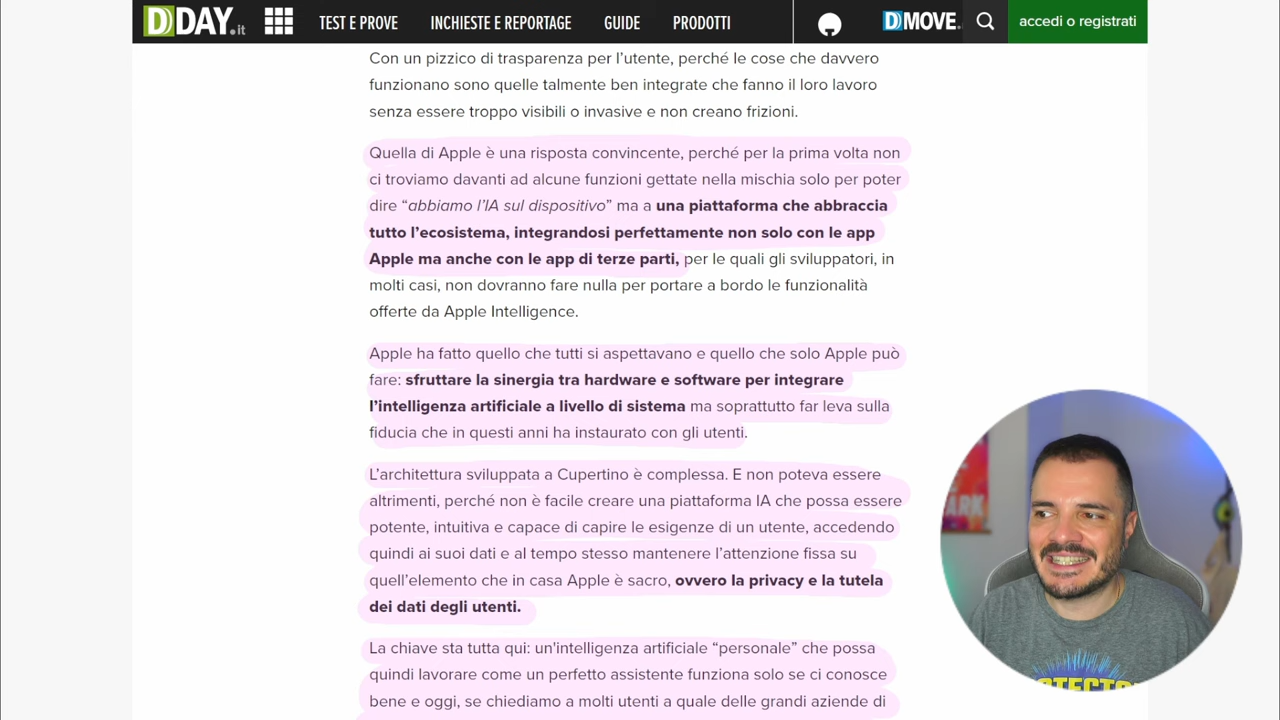 DDAY.it
TEST E PROVE
INCHIESTE E REPORTAGE
GUIDE
PRODOTTI
DMOVE.
accedi o registrati
Con un pizzico di trasparenza per l'utente, perché le cose che davvero
funzionano sono quelle talmente ben integrate che fanno il loro lavoro
senza essere troppo visibili o invasive e non creano frizioni.
Quella di Apple è una risposta convincente, perché per la prima volta non
ci troviamo davanti ad alcune funzioni gettate nella mischia solo per poter
dire “abbiamo l'IA sul dispositivo” ma a una piattaforma che abbraccia
tutto l'ecosistema, integrandosi perfettamente non solo con le app
Apple ma anche con le app di terze parti, per le quali gli sviluppatori, in
molti casi, non dovranno fare nulla per portare a bordo le funzionalità
offerte da Apple Intelligence.
Apple ha fatto quello che tutti si aspettavano e quello che solo Apple può
fare: sfruttare la sinergia tra hardware e software per integrare
l'intelligenza artificiale a livello di sistema ma soprattutto far leva sulla
fiducia che in questi anni ha instaurato con gli utenti.
L'architettura sviluppata a Cupertino è complessa. E non poteva essere
altrimenti, perché non è facile creare una piattaforma IA che possa essere
potente, intuitiva e capace di capire le esigenze di un utente, accedendo
quindi ai suoi dati e al tempo stesso mantenere l'attenzione fissa su
quell'elemento che in casa Apple è sacro, ovvero la privacy e la tutela
dei dati degli utenti.
La chiave sta tutta qui: un'intelligenza artificiale “personale” che possa
quindi lavorare come un perfetto assistente funziona solo se ci conosce
bene e oggi, se chiediamo a molti utenti a quale delle grandi aziende di